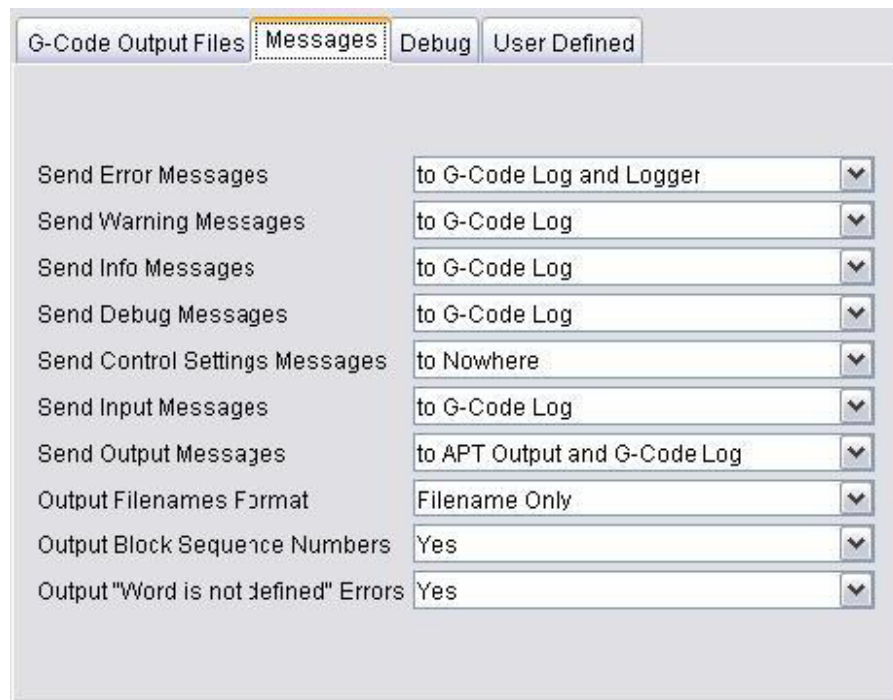 G-Code Output Files Messages Debug User Defined
Send Error Messages to G-Code Log and Logger
Send Warning Messages to G-Code Log
Send Info Messages to G-Code Log
Send Debug Messages to G-Code Log
Send Control Settings Messages to Nowhere
Send Input Messages to G-Code Log
Send Output Messages to APT Output and G-Code Log
Output Filenames Format Filename Only
Output Block Sequence Numbers Yes
Output "Word is not defined" Errors Yes